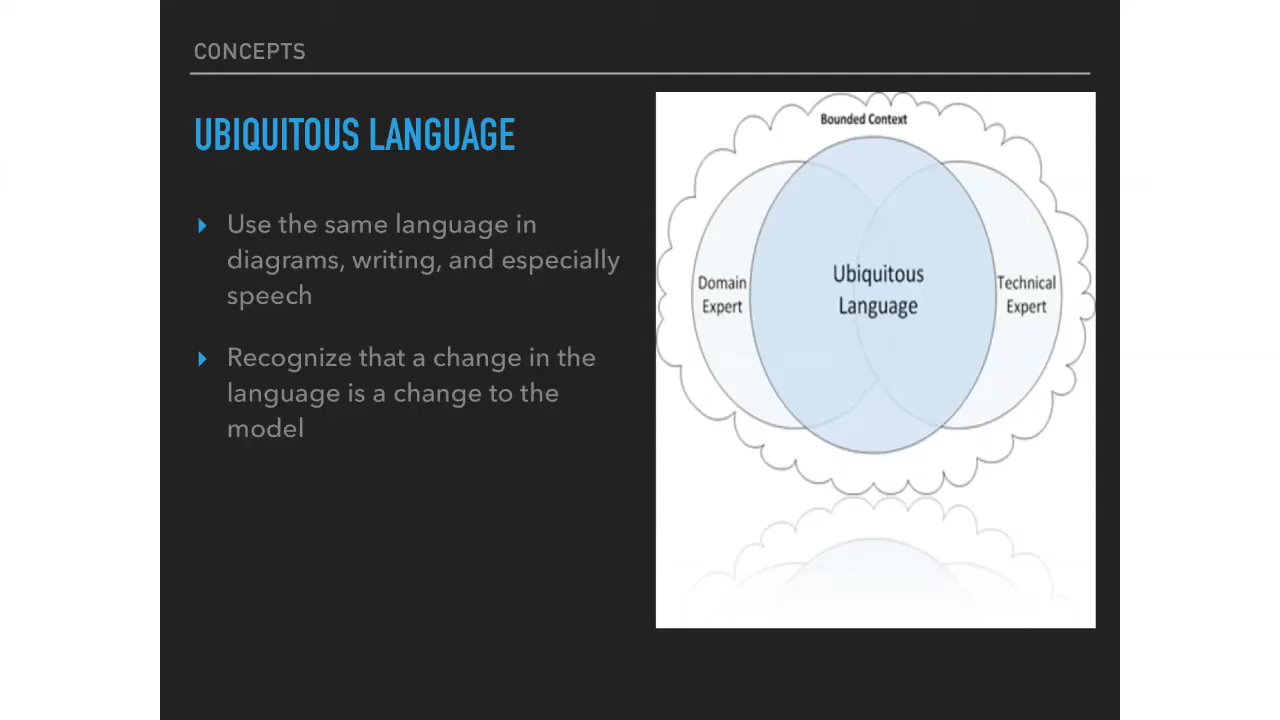 CONCEPTS
UBIQUITOUS LANGUAGE
Use the same language in
diagrams, writing, and especially
speech
Recognize that a change in the
language is a change to the
model
Bounded Context
Domain
Expert
Ubiquitous
Language
Technical
Expert